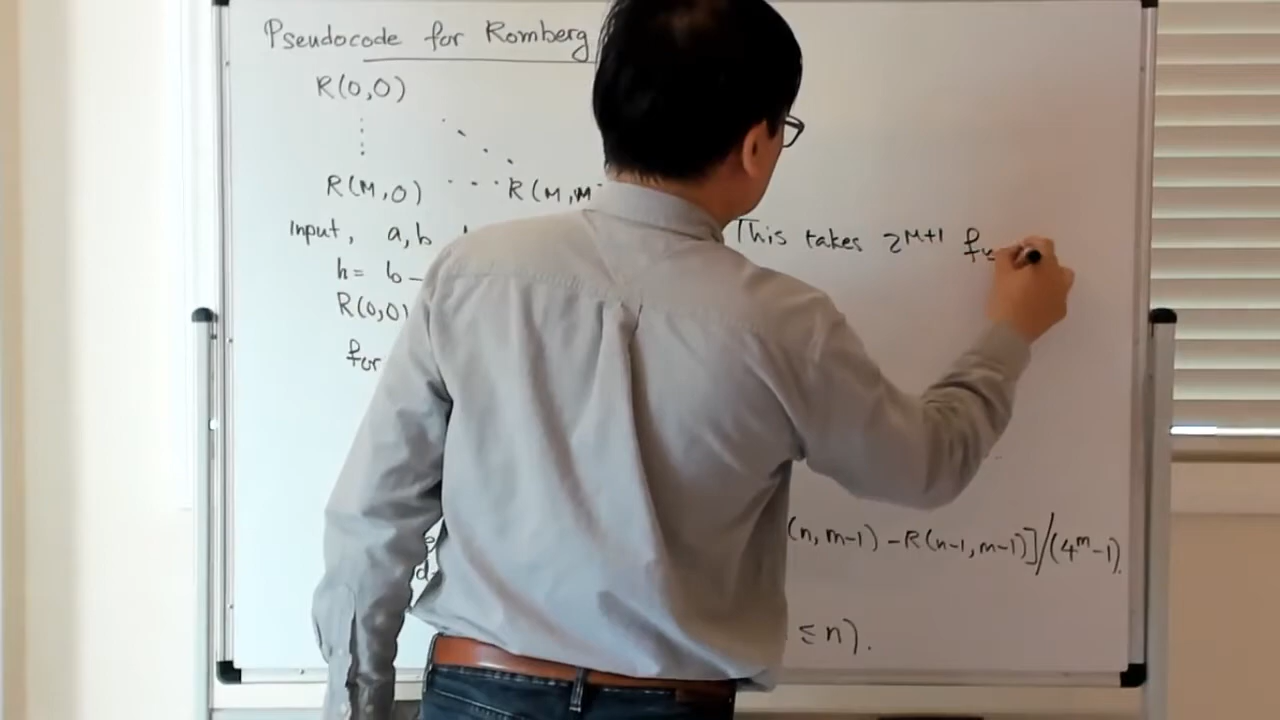 Pseudocode for Romberg
R(0,0)
R(M,0) ... R(M,M
Input, a,b
This takes 2^M+1
h= b-
R(0,0)
for
(n,m-1) -R(n-1,m-1)]/(4^m-1).
≤ n).